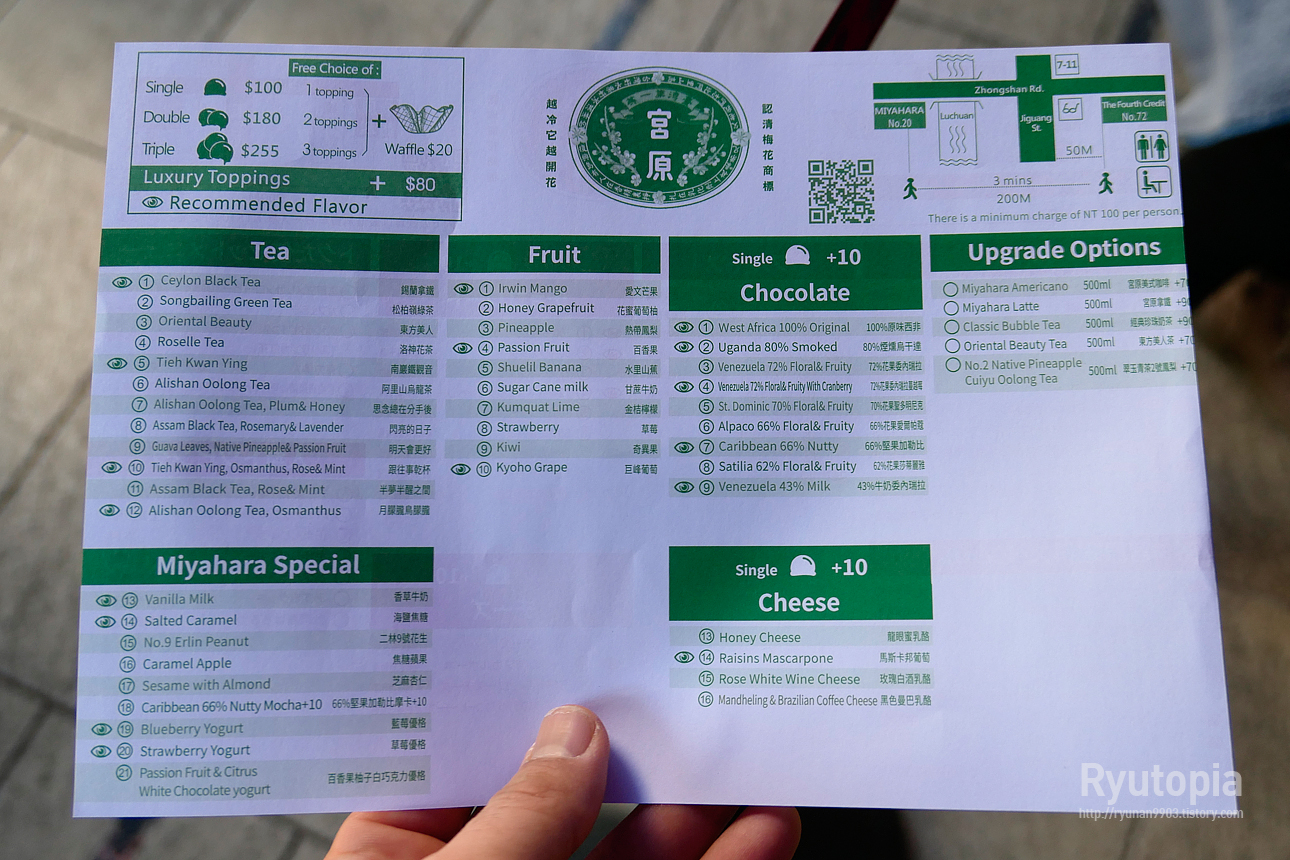 Free Choice of :
Single $100 1 topping
Double $180 2 toppings + Waffle $20
Triple $255 3 toppings
Luxury Toppings + $80
Recommended Flavor
越冷它越開花
宮原
認清梅花商標
7-11
Zhongshan Rd.
MIYAHARA No.20
Luchuan
Jiguang St.
The Fourth Credit No.72
50M
3 mins
200M
There is a minimum charge of NT 100 per person.
Tea
1 Ceylon Black Tea 錫蘭拿鐵
2 Songbailing Green Tea 松柏嶺綠茶
3 Oriental Beauty 東方美人
4 Roselle Tea 洛神花茶
5 Tieh Kwan Ying 南巖鐵觀音
6 Alishan Oolong Tea 阿里山烏龍茶
7 Alishan Oolong Tea, Plum& Honey 思念總在分手後
8 Assam Black Tea, Rosemary& Lavender 閃亮的日子
9 Guava Leaves, Native Pineapple& Passion Fruit 明天會更好
10 Tieh Kwan Ying, Osmanthus, Rose& Mint 跟往事乾杯
11 Assam Black Tea, Rose& Mint 半夢半醒之間
12 Alishan Oolong Tea, Osmanthus 月朦朧鳥朦朧
Fruit
1 Irwin Mango 愛文芒果
2 Honey Grapefruit 花蜜葡萄柚
3 Pineapple 熱帶鳳梨
4 Passion Fruit 百香果
5 Shuelil Banana 水里山蕉
6 Sugar Cane milk 甘蔗牛奶
7 Kumquat Lime 金桔檸檬
8 Strawberry 草莓
9 Kiwi 奇異果
10 Kyoho Grape 巨峰葡萄
Single +10
Chocolate
1 West Africa 100% Original 100%原味西非
2 Uganda 80% Smoked 80%煙燻烏干達
3 Venezuela 72% Floral& Fruity 72%花果委內瑞拉
4 Venezuela 72% Floral& Fruity With Cranberry
5 St. Dominic 70% Floral& Fruity 70%花果聖多明尼克
6 Alpaco 66% Floral& Fruity 66%花果愛爾帕蔻
7 Caribbean 66% Nutty 66%堅果加勒比
8 Satilia 62% Floral& Fruity 62%花果莎蒂麗雅
9 Venezuela 43% Milk 43%牛奶委內瑞拉
Upgrade Options
Miyahara Americano 500ml 宮原美式咖啡
Miyahara Latte 500ml 宮原拿鐵
Classic Bubble Tea 500ml 經典珍珠奶茶
Oriental Beauty Tea 500ml 東方美人茶
No.2 Native Pineapple
Cuiyu Oolong Tea 500ml 翠玉青茶2號鳳梨
Miyahara Special
13 Vanilla Milk 香草牛奶
14 Salted Caramel 海鹽焦糖
15 No.9 Erlin Peanut 二林9號花生
16 Caramel Apple 焦糖蘋果
17 Sesame with Almond 芝麻杏仁
18 Caribbean 66% Nutty Mocha+10 66%堅果加勒比摩卡+10
19 Blueberry Yogurt 藍莓優格
20 Strawberry Yogurt 草莓優格
21 Passion Fruit & Citrus
White Chocolate yogurt 百香果柚子白巧克力優格
Single +10
Cheese
13 Honey Cheese 龍眼蜜乳酪
14 Raisins Mascarpone 馬斯卡邦葡萄
15 Rose White Wine Cheese 玫瑰白酒乳酪
16 Mandheling & Brazilian Coffee Cheese 黑色曼巴乳酪
Ryutopia
http://ryunan9903.tistory.com